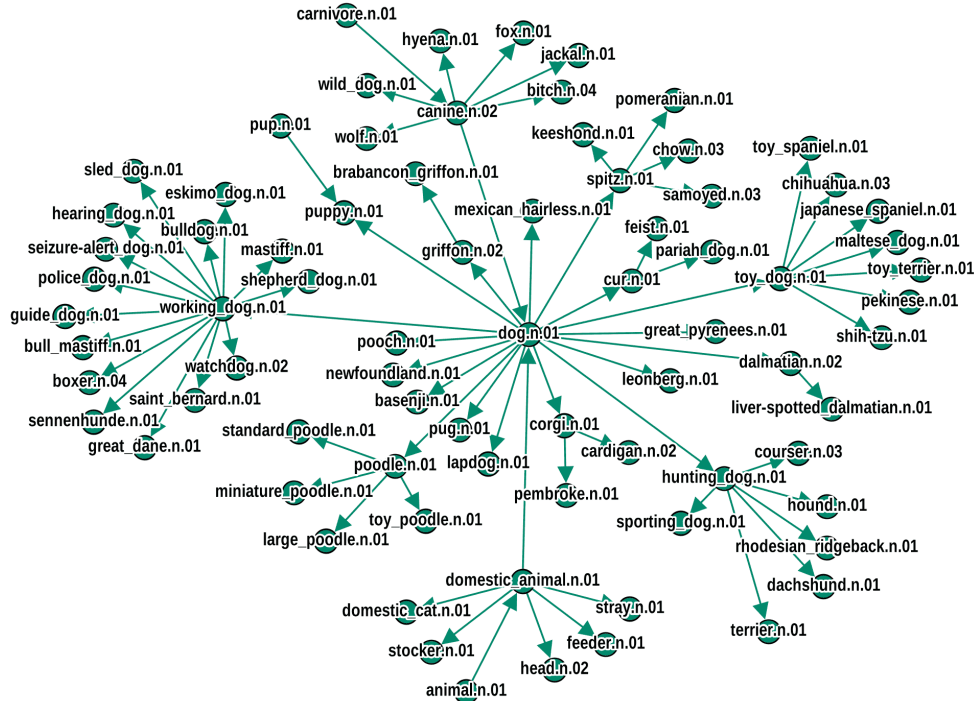 carnivore.n.01
fox.n.01
hyena.n.01
jackal.n.01
wild_dog.n.01
bitch.n.04
pomeranian.n.01
canine.n.02
pup.n.01
wolf.n.01
keeshond.n.01
chow.n.03
toy_spaniel.n.01
sled_dog.n.01
brabancon_griffon.n.01
spitz.n.01
chihuahua.n.03
eskimo_dog.n.01
samoyed.n.03
hearing_dog.n.01
puppy.n.01
mexican_hairless.n.01
japanese_spaniel.n.01
bulldog.n.01
feist.n.01
seizure-alert_dog.n.01
mastiff.n.01
griffon.n.02
pariah_dog.n.01
maltese_dog.n.01
police_dog.n.01
shepherd_dog.n.01
cur.n.01
toy_dog.n.01
toy_terrier.n.01
guide_dog.n.01
working_dog.n.01
pekinese.n.01
dog.n.01
great_pyrenees.n.01
shih-tzu.n.01
bull_mastiff.n.01
pooch.n.01
watchdog.n.02
dalmatian.n.02
boxer.n.04
newfoundland.n.01
leonberg.n.01
saint_bernard.n.01
basenji.n.01
liver-spotted_dalmatian.n.01
sennenhunde.n.01
standard_poodle.n.01
pug.n.01
corgi.n.01
great_dane.n.01
cardigan.n.02
courser.n.03
poodle.n.01
lapdog.n.01
hunting_dog.n.01
miniature_poodle.n.01
pembroke.n.01
hound.n.01
toy_poodle.n.01
sporting_dog.n.01
large_poodle.n.01
rhodesian_ridgeback.n.01
domestic_animal.n.01
dachshund.n.01
domestic_cat.n.01
stray.n.01
terrier.n.01
stocker.n.01
feeder.n.01
head.n.02
animal.n.01